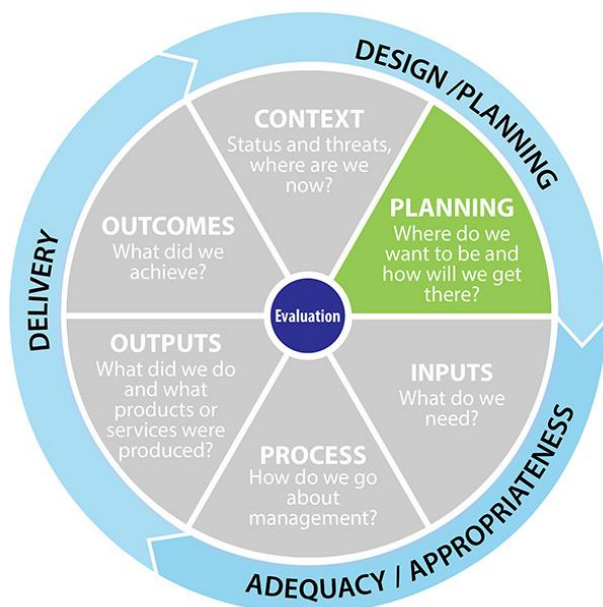 DESIGN /PLANNING
CONTEXT
Status and threats,
where are we
now?
PLANNING
Where do we
want to be and
how will we get
there?
INPUTS
What do we
need?
ADEQUACY / APPROPRIATENESS
PROCESS
How do we go
about
management?
OUTPUTS
What did we do
and what
products or
services were
produced?
DELIVERY
OUTCOMES
What did we
achieve?
Evaluation